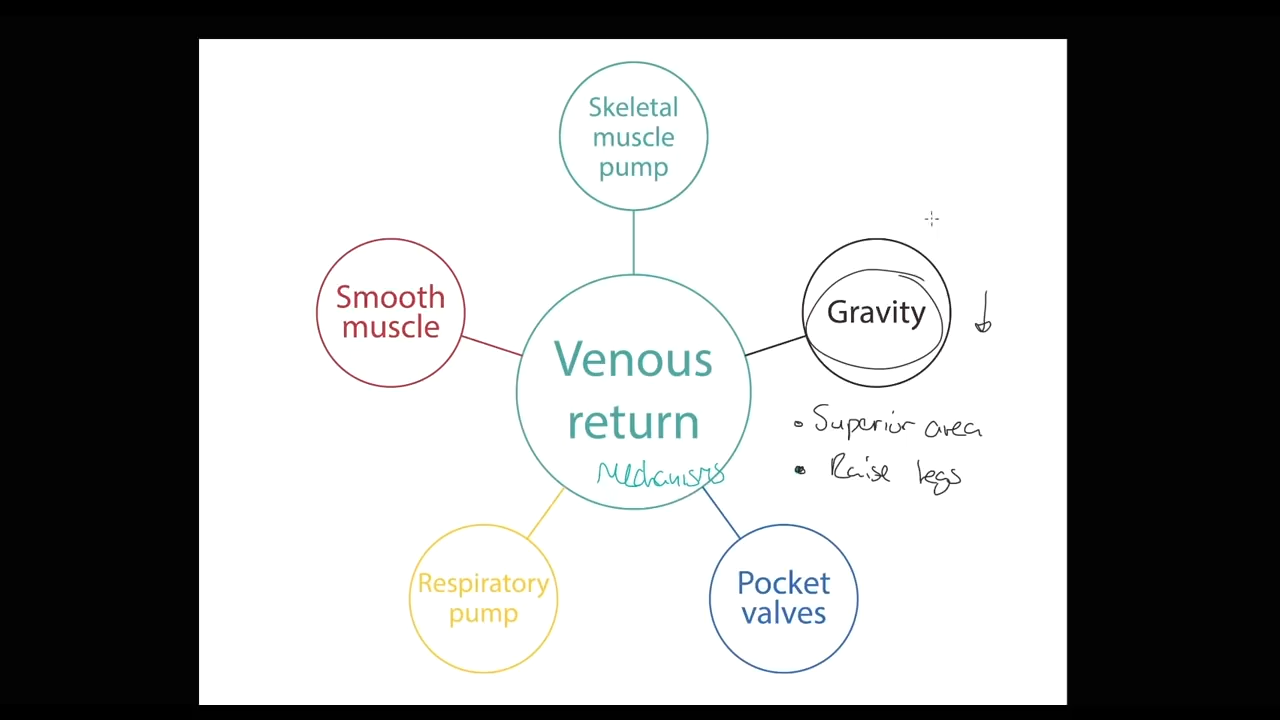 Skeletal
muscle
pump
Smooth
muscle
Gravity
Venous
return
Mechanisms
• Superior area
• Raise legs
Respiratory
pump
Pocket
valves